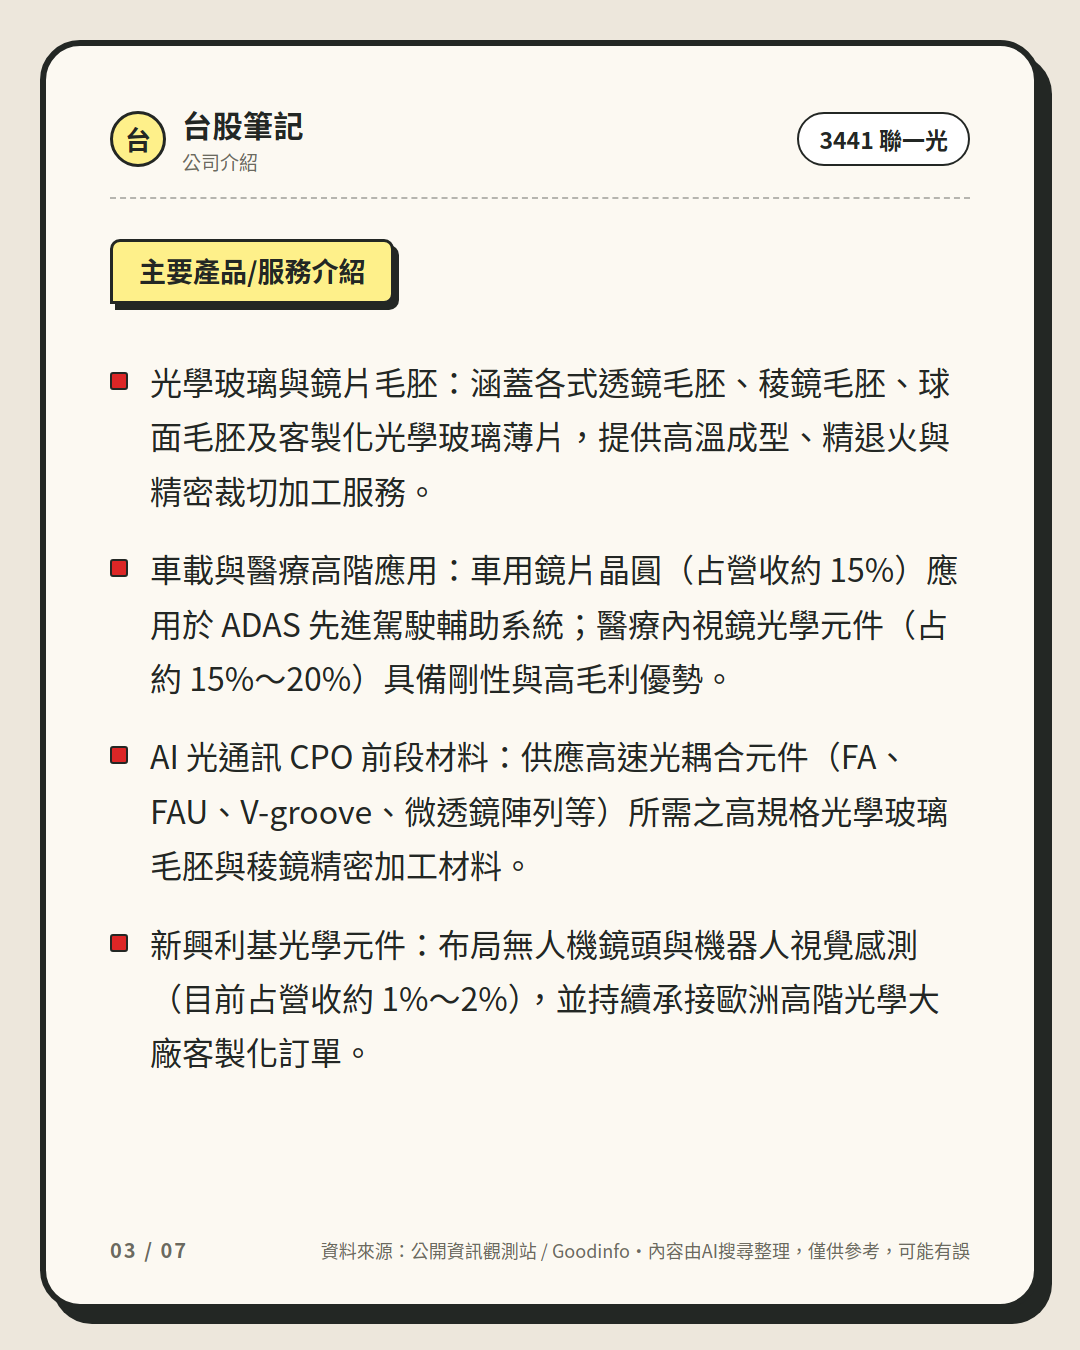 台
台股筆記
公司介紹
3441 聯一光
主要產品/服務介紹
光學玻璃與鏡片毛胚：涵蓋各式透鏡毛胚、稜鏡毛胚、球
面毛胚及客製化光學玻璃薄片，提供高溫成型、精退火與
精密裁切加工服務。
車載與醫療高階應用：車用鏡片晶圓（占營收約 15%）應
用於 ADAS 先進駕駛輔助系統；醫療內視鏡光學元件（占
約 15%～20%）具備剛性與高毛利優勢。
AI 光通訊 CPO 前段材料：供應高速光耦合元件（FA、
FAU、V-groove、微透鏡陣列等）所需之高規格光學玻璃
毛胚與稜鏡精密加工材料。
新興利基光學元件：布局無人機鏡頭與機器人視覺感測
（目前占營收約 1%～2%），並持續承接歐洲高階光學大
廠客製化訂單。
03 / 07
資料來源：公開資訊觀測站 / Goodinfo・內容由AI搜尋整理，僅供參考，可能有誤